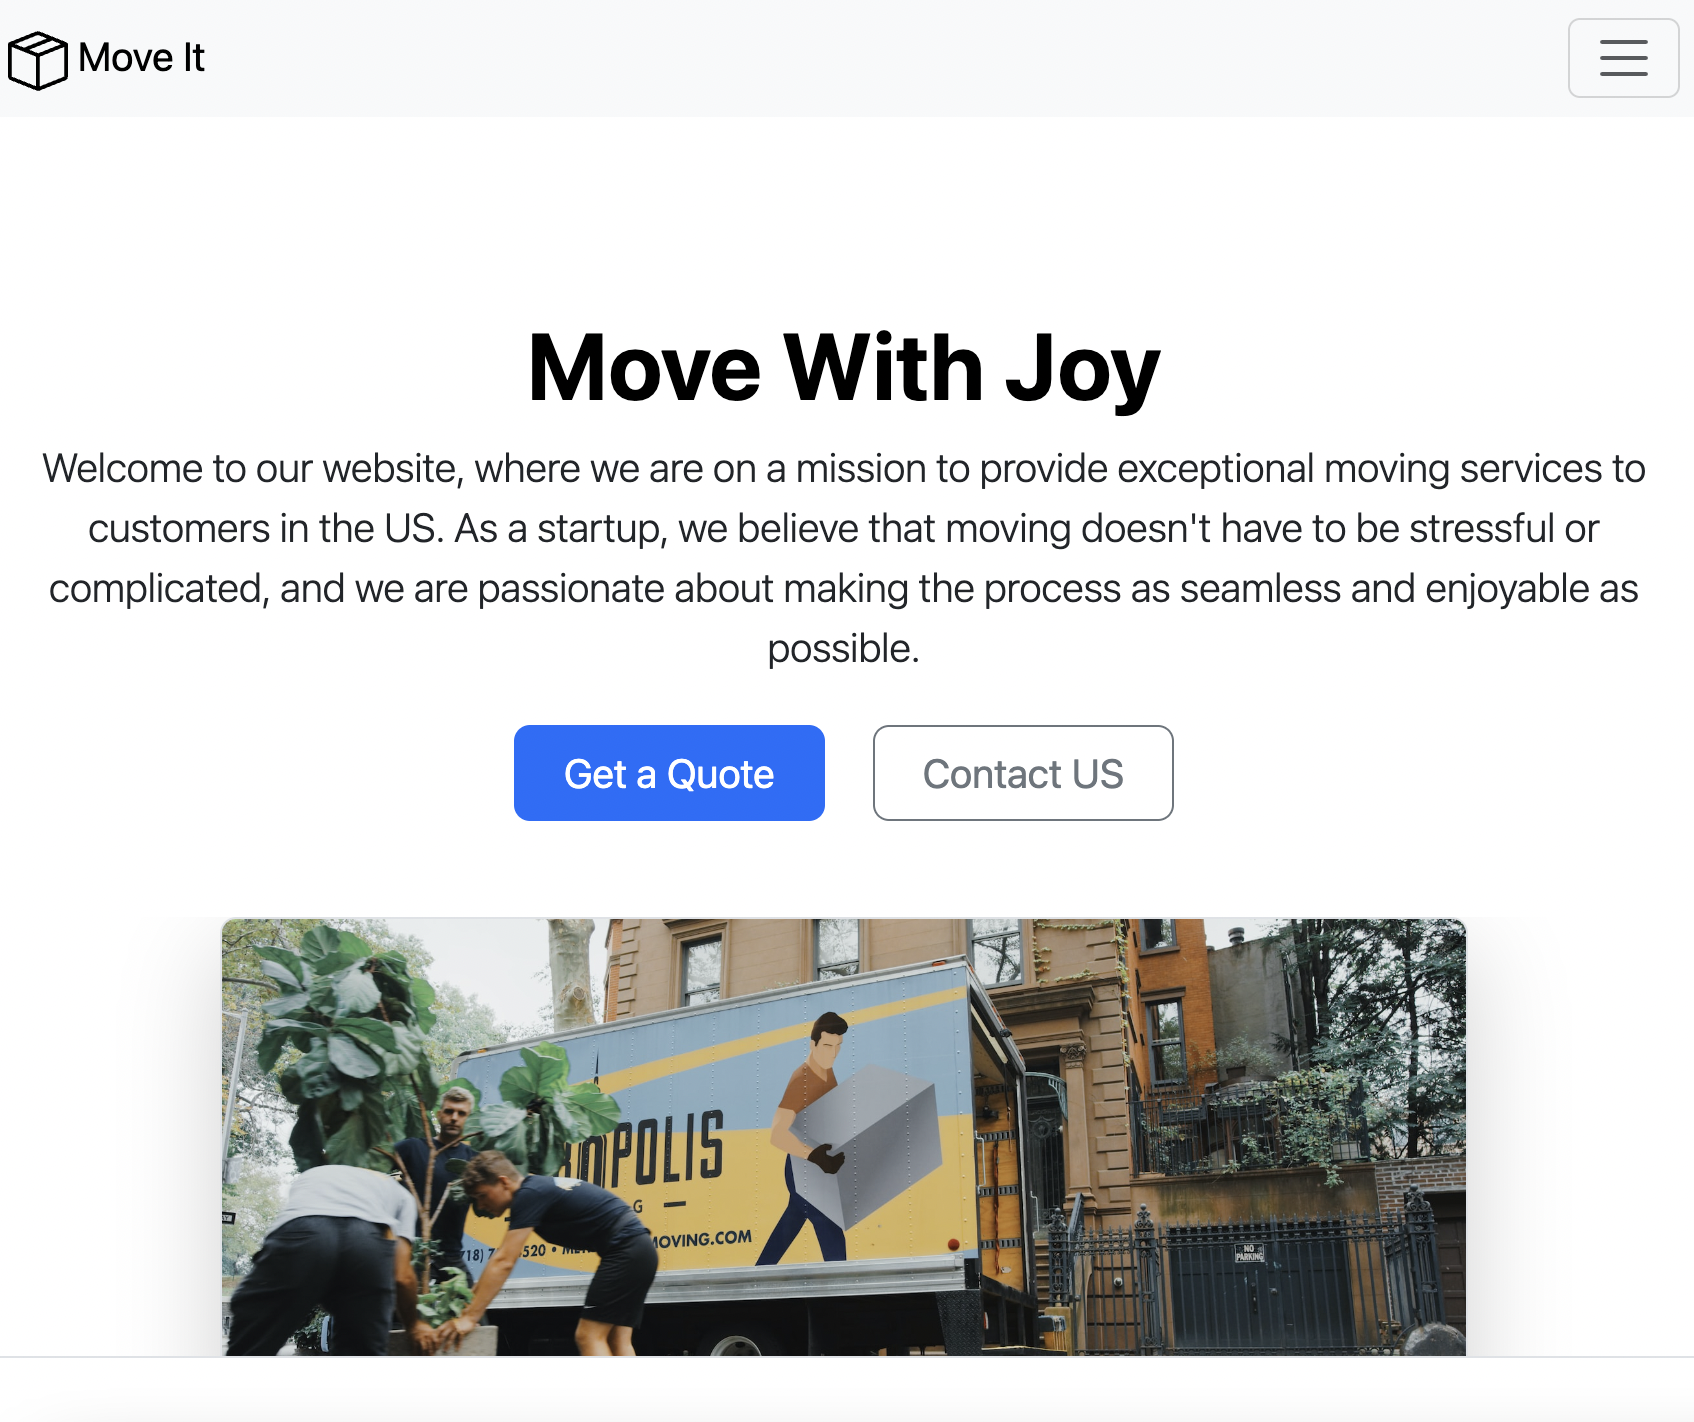 Move It
Move With Joy
Welcome to our website, where we are on a mission to provide exceptional moving services to
customers in the US. As a startup, we believe that moving doesn't have to be stressful or
complicated, and we are passionate about making the process as seamless and enjoyable as
possible.
Get a Quote
Contact US
POLIS
G
520 •
MOVING.COM
NO
PARKING